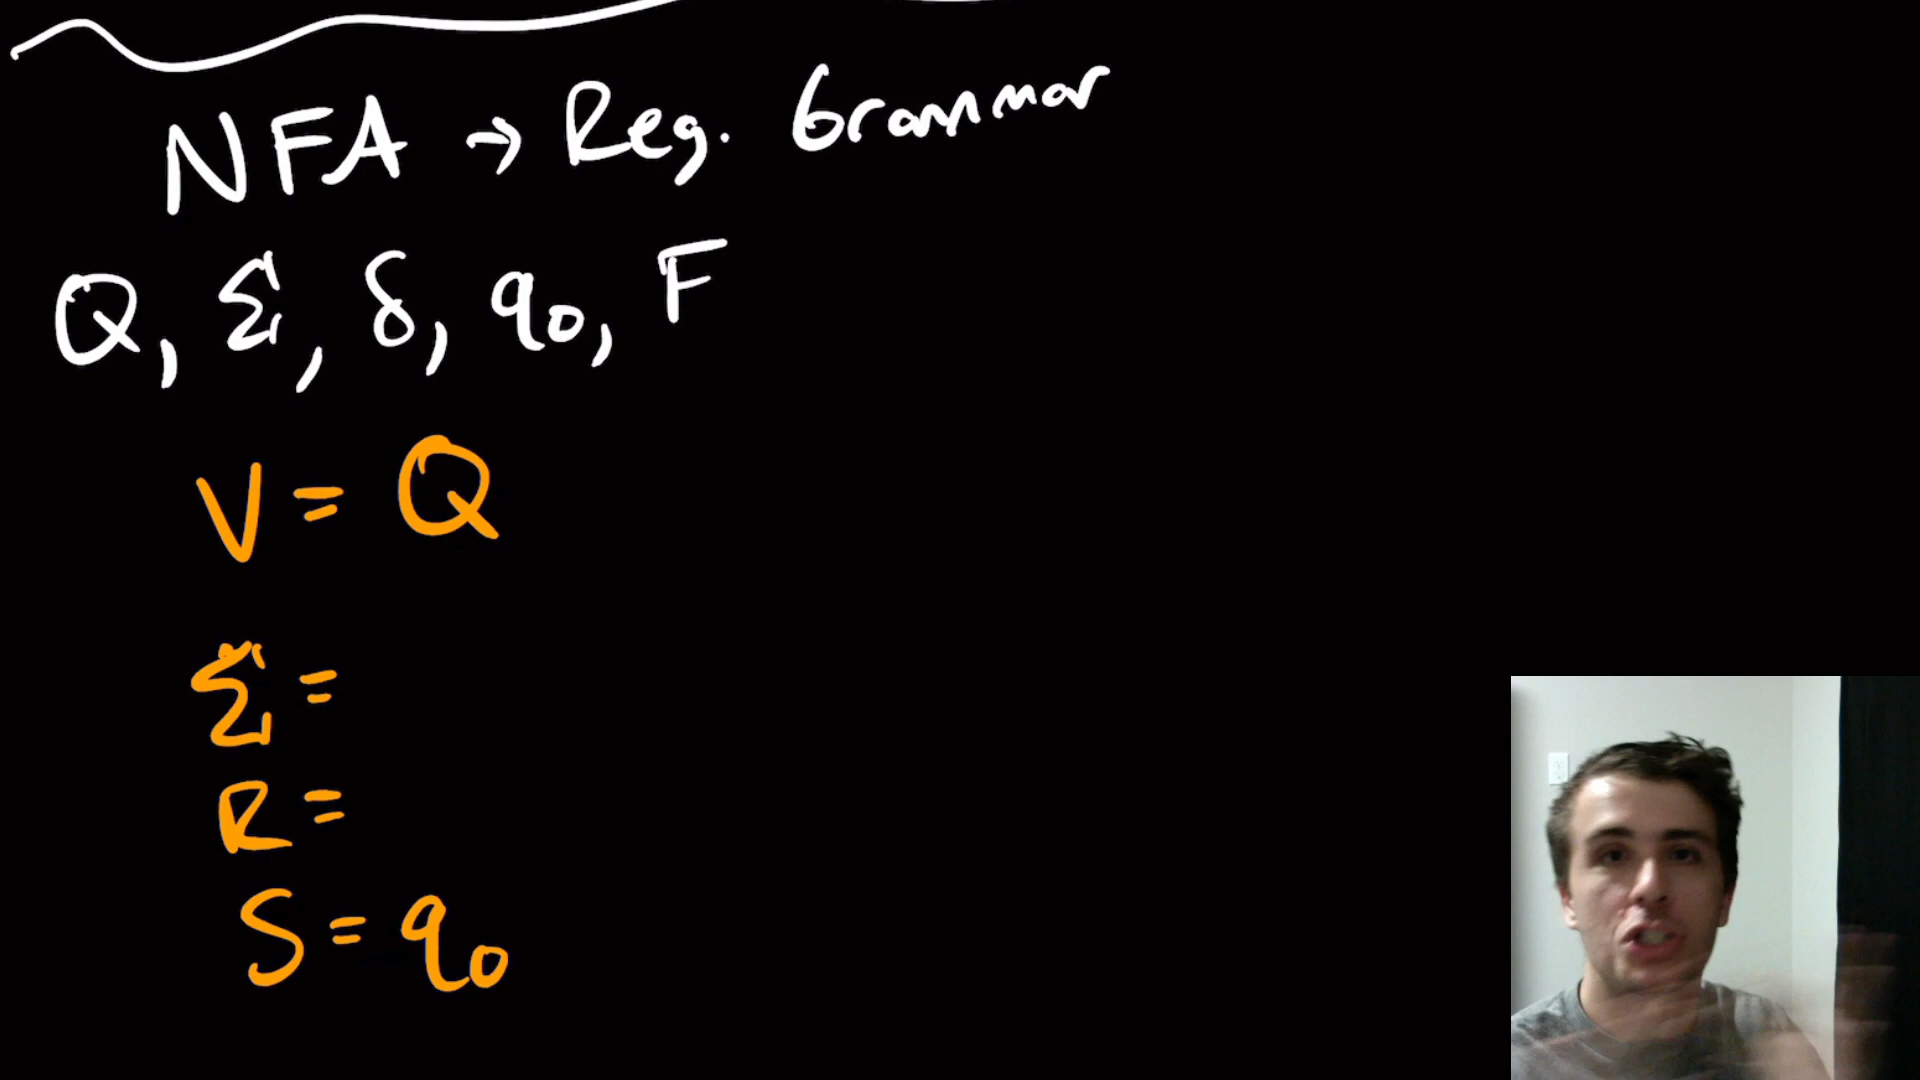 NFA → Reg. Grammar
Q, Σ, δ, q₀, F
V = Q
Σ =
R =
S = q₀